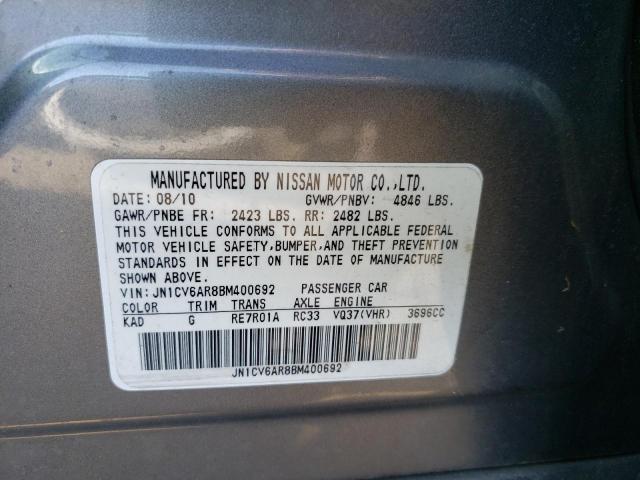 MANUFACTURED BY NISSAN MOTOR CO.,LTD.
DATE: 08/10 GVWR/PNBV: 4846 LBS.
GAWR/PNBE FR: 2423 LBS. RR: 2482 LBS.
THIS VEHICLE CONFORMS TO ALL APPLICABLE FEDERAL
MOTOR VEHICLE SAFETY,BUMPER,AND THEFT PREVENTION
STANDARDS IN EFFECT ON THE DATE OF MANUFACTURE
SHOWN ABOVE.
VIN: JN1CV6AR8BM400692 PASSENGER CAR
COLOR TRIM TRANS AXLE ENGINE
KAD G RE7R01A RC33 VQ37(VHR) 3696CC
JN1CV6AR8BM400692